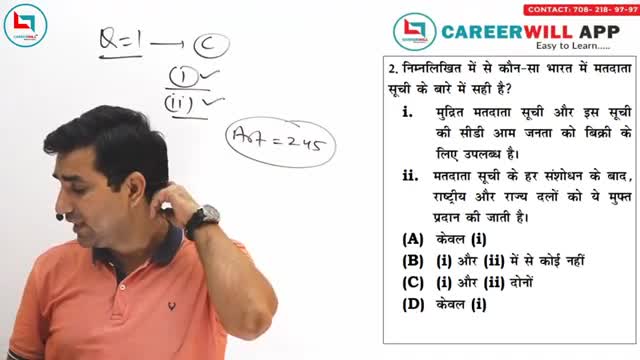 CAREERWILL
Q=1 → C
(i) ✓
(ii) ✓
Art = 245
CONTACT: 708- 218- 97-97
CAREERWILL APP
Easy to Learn.....
2. निम्नलिखित में से कौन-सा भारत में मतदाता
सूची के बारे में सही है?
i. मुद्रित मतदाता सूची और इस सूची
की सीडी आम जनता को बिक्री के
लिए उपलब्ध है।
ii. मतदाता सूची के हर संशोधन के बाद,
राष्ट्रीय और राज्य दलों को ये मुफ्त
प्रदान की जाती है।
(A) केवल (i)
(B) (i) और (ii) में से कोई नहीं
(C) (i) और (ii) दोनों
(D) केवल (i)